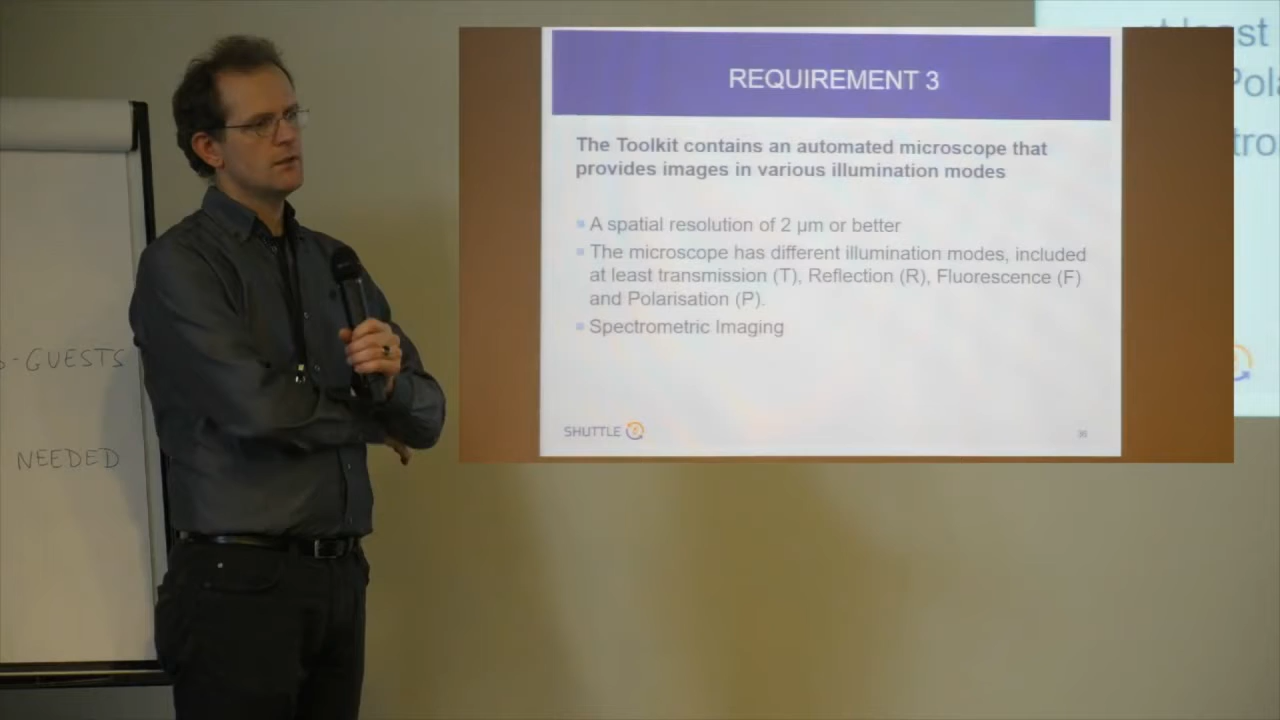 REQUIREMENT 3
The Toolkit contains an automated microscope that
provides images in various illumination modes
A spatial resolution of 2 µm or better
The microscope has different illumination modes, included
at least transmission (T), Reflection (R), Fluorescence (F)
and Polarisation (P).
Spectrometric Imaging
SHUTTLE
-GUESTS
NEEDED